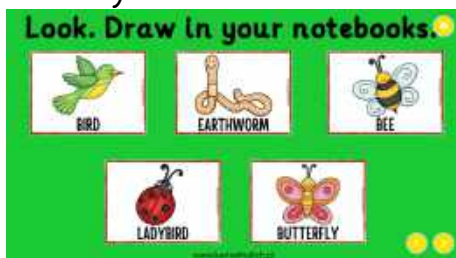 Look. Draw in your notebooks.
BIRD
EARTHWORM
BEE
LADYBIRD
BUTTERFLY